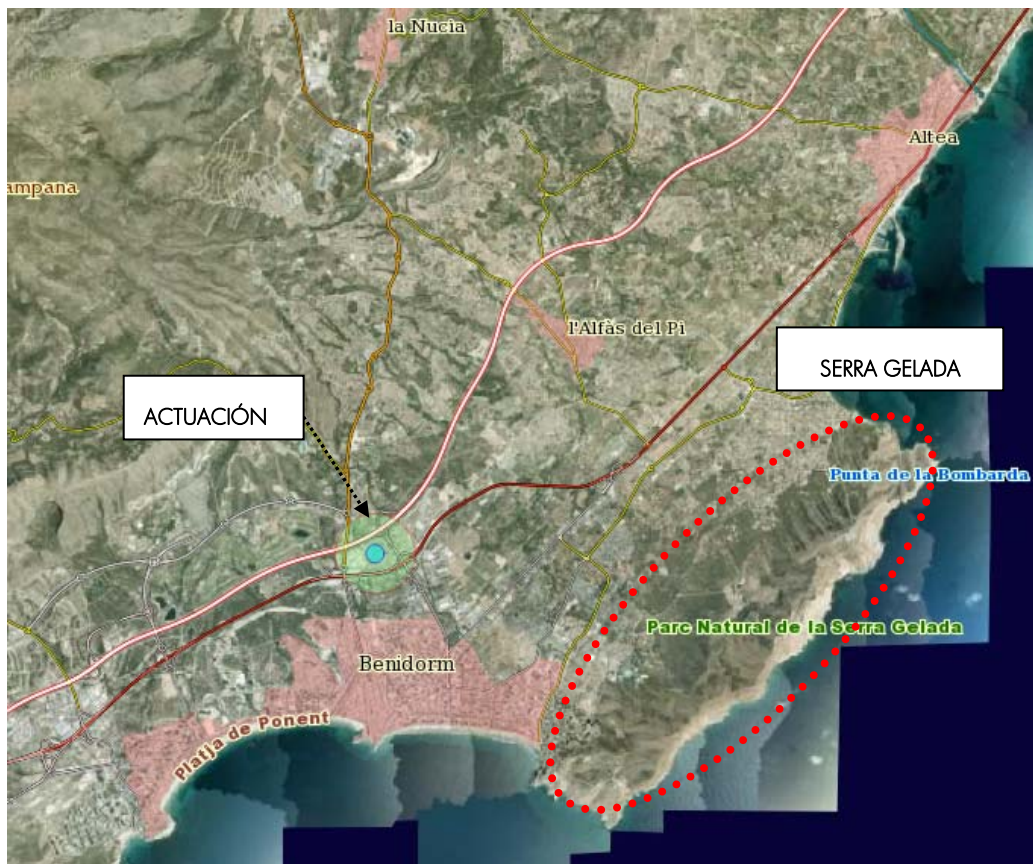 la Nucia
Altea
ampana
l'Alfàs del Pi
SERRA GELADA
ACTUACIÓN
Punta de la Bombarda
Parc Natural de la Serra Gelada
Benidorm
Platja de Ponent